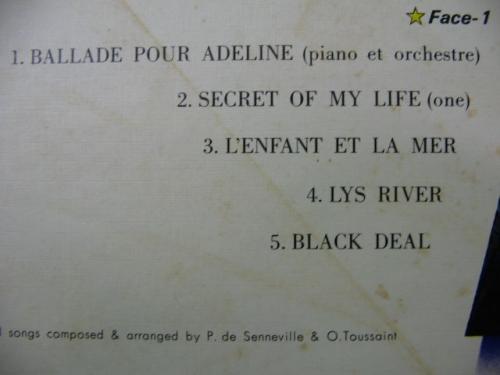 Face-1
1. BALLADE POUR ADELINE (piano et orchestre)
2. SECRET OF MY LIFE (one)
3. L'ENFANT ET LA MER
4. LYS RIVER
5. BLACK DEAL
songs composed & arranged by P. de Senneville & O.Toussaint